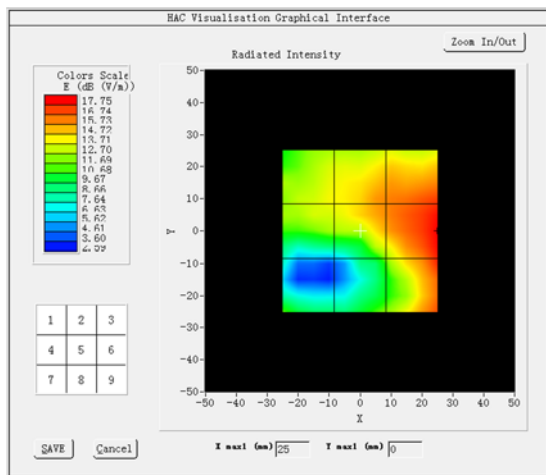 HAC Visualisation Graphical Interface
Zoom In/Out
Radiated Intensity
Colors Scale
E (dB (V/m))
17.75
16.74
15.73
14.72
13.71
12.70
11.69
10.68
9.67
8.66
7.64
6.63
5.62
4.61
3.60
2.59
50
40
30
20
10
0
-10
-20
-30
-40
-50
Y
-50 -40 -30 -20 -10 0 10 20 30 40 50
X
1 2 3
4 5 6
7 8 9
SAVE
Cancel
X max1 (mm) 25
Y max1 (mm) 0